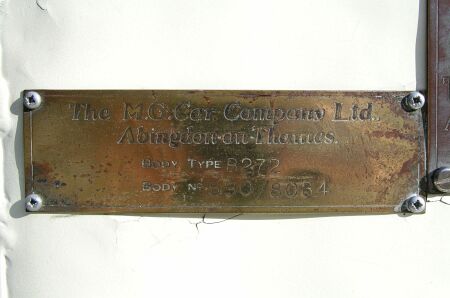 The M.G. Car Company Ltd.,
Abingdon-on-Thames.
BODY TYPE B272
BODY Nº.